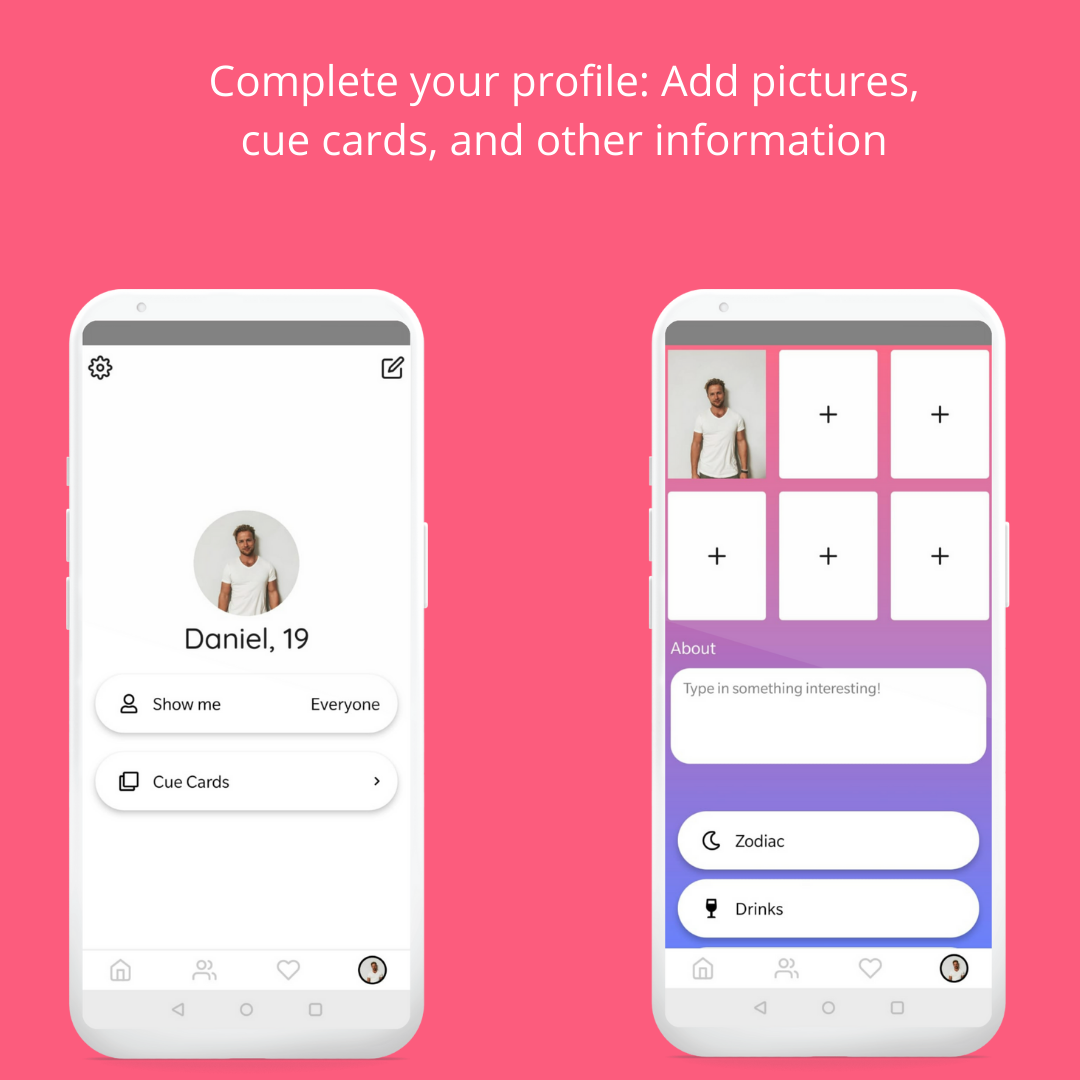 Complete your profile: Add pictures,
cue cards, and other information
Daniel, 19
Show me Everyone
Cue Cards
About
Type in something interesting!
Zodiac
Drinks